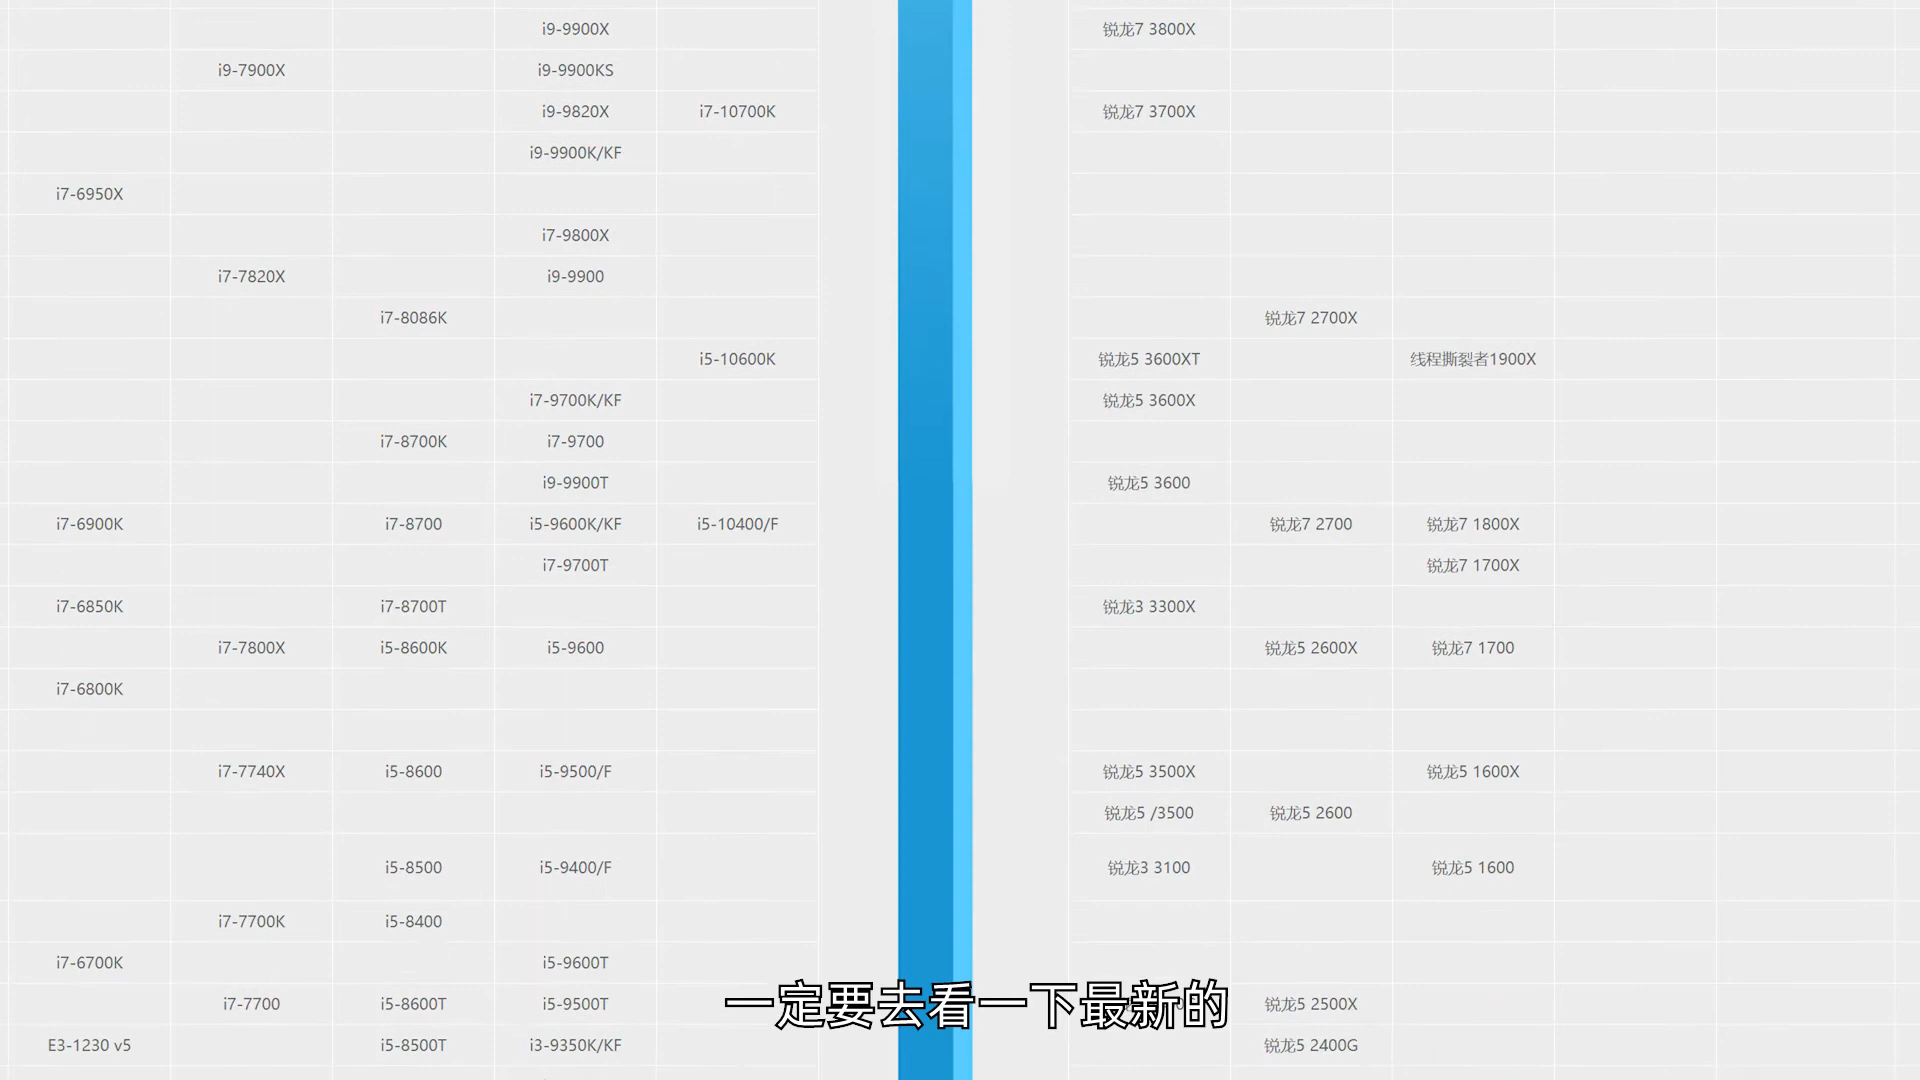 i9-9900X 锐龙7 3800X
i9-7900X i9-9900KS
i9-9820X i7-10700K 锐龙7 3700X
i9-9900K/KF
i7-6950X
i7-9800X
i7-7820X i9-9900
i7-8086K 锐龙7 2700X
i5-10600K 锐龙5 3600XT 线程撕裂者1900X
i7-9700K/KF 锐龙5 3600X
i7-8700K i7-9700
i9-9900T 锐龙5 3600
i7-6900K i7-8700 i5-9600K/KF i5-10400/F 锐龙7 2700 锐龙7 1800X
i7-9700T 锐龙7 1700X
i7-6850K i7-8700T 锐龙3 3300X
i7-7800X i5-8600K i5-9600 锐龙5 2600X 锐龙7 1700
i7-6800K
i7-7740X i5-8600 i5-9500/F 锐龙5 3500X 锐龙5 1600X
锐龙5 /3500 锐龙5 2600
i5-8500 i5-9400/F 锐龙3 3100 锐龙5 1600
i7-7700K i5-8400
i7-6700K i5-9600T
i7-7700 i5-8600T i5-9500T 锐龙5 2500X
一定要去看一下最新的
E3-1230 v5 i5-8500T i3-9350K/KF 锐龙5 2400G